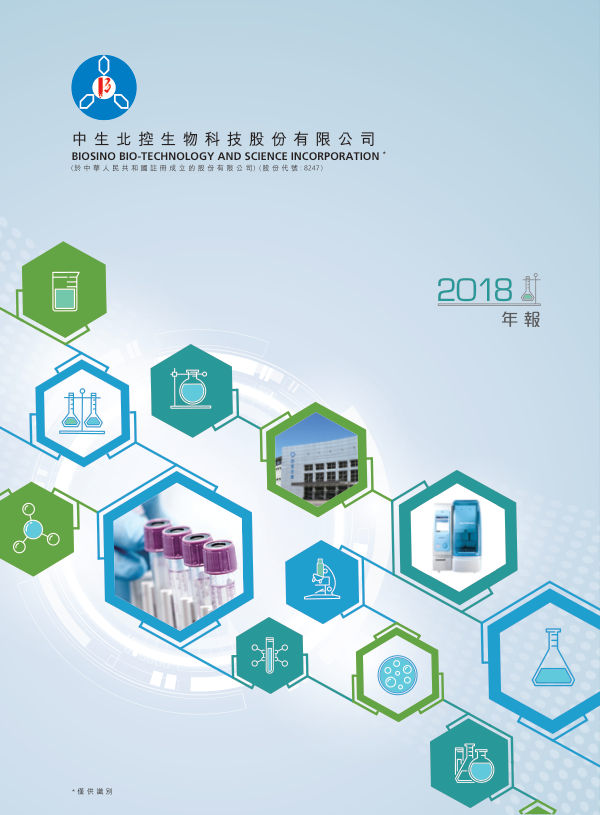 中生北控生物科技股份有限公司
BIOSINO BIO-TECHNOLOGY AND SCIENCE INCORPORATION *
(於中華人民共和國註冊成立的股份有限公司) (股份代號 : 8247)
2018
年報
* 僅供識別